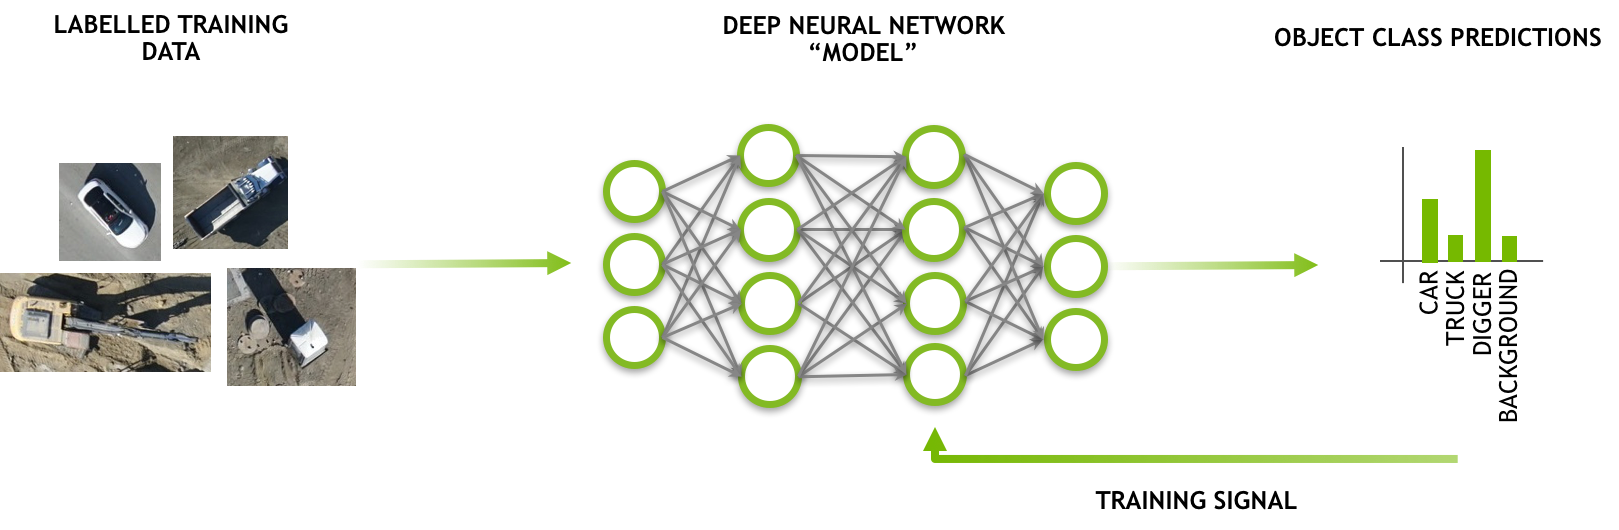 LABELLED TRAINING
DATA
DEEP NEURAL NETWORK
“MODEL”
OBJECT CLASS PREDICTIONS
CAR
TRUCK
DIGGER
BACKGROUND
TRAINING SIGNAL